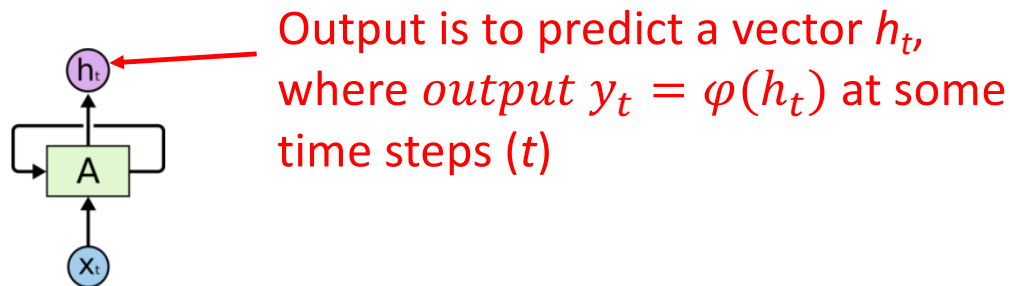 Output is to predict a vector hₜ,
where output yₜ = φ(hₜ) at some
time steps (t)
hₜ
A
Xₜ